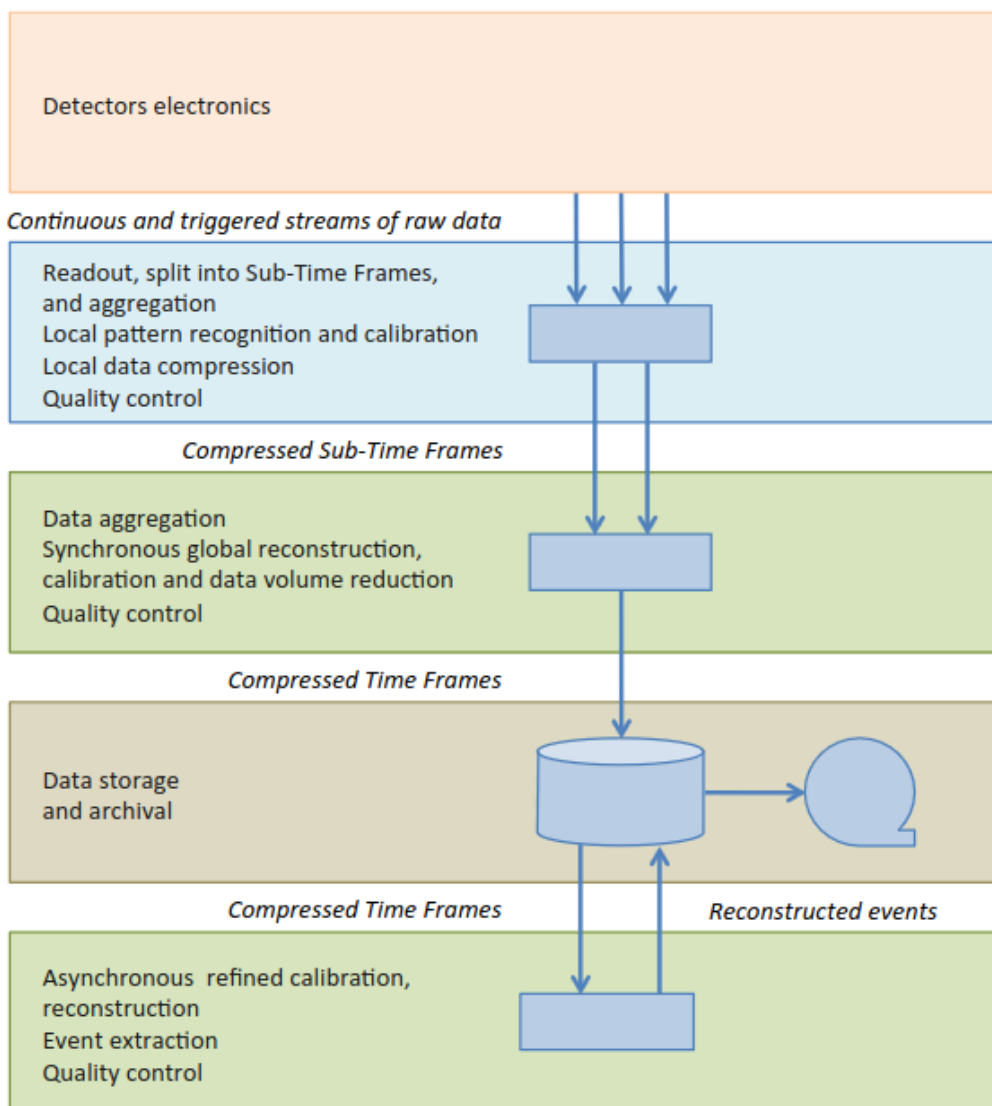 Detectors electronics
Continuous and triggered streams of raw data
Readout, split into Sub-Time Frames,
and aggregation
Local pattern recognition and calibration
Local data compression
Quality control
Compressed Sub-Time Frames
Data aggregation
Synchronous global reconstruction,
calibration and data volume reduction
Quality control
Compressed Time Frames
Data storage
and archival
Compressed Time Frames
Reconstructed events
Asynchronous refined calibration,
reconstruction
Event extraction
Quality control